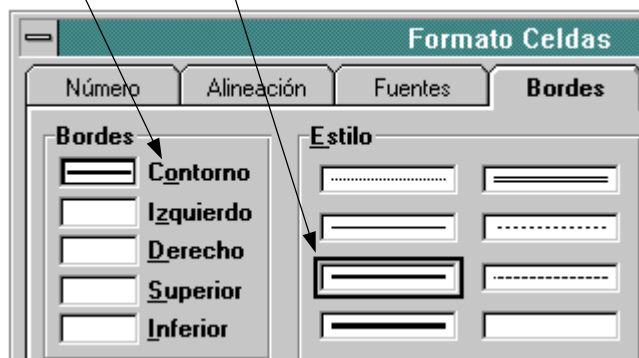 Formato Celdas
Número Alineación Fuentes Bordes
Bordes Estilo
Contorno
Izquierdo
Derecho
Superior
Inferior